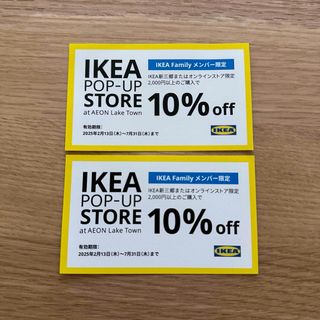 IKEA
POP-UP
STORE
at AEON Lake Town
有効期限：
2025年2月13日(木)〜7月31日(木)まで
IKEA Family メンバー限定
IKEA新三郷またはオンラインストア限定
2,000円以上のご購入で
10% off
IKEA
IKEA
POP-UP
STORE
at AEON Lake Town
有効期限：
2025年2月13日(木)〜7月31日(木)まで
IKEA Family メンバー限定
IKEA新三郷またはオンラインストア限定
2,000円以上のご購入で
10% off
IKEA